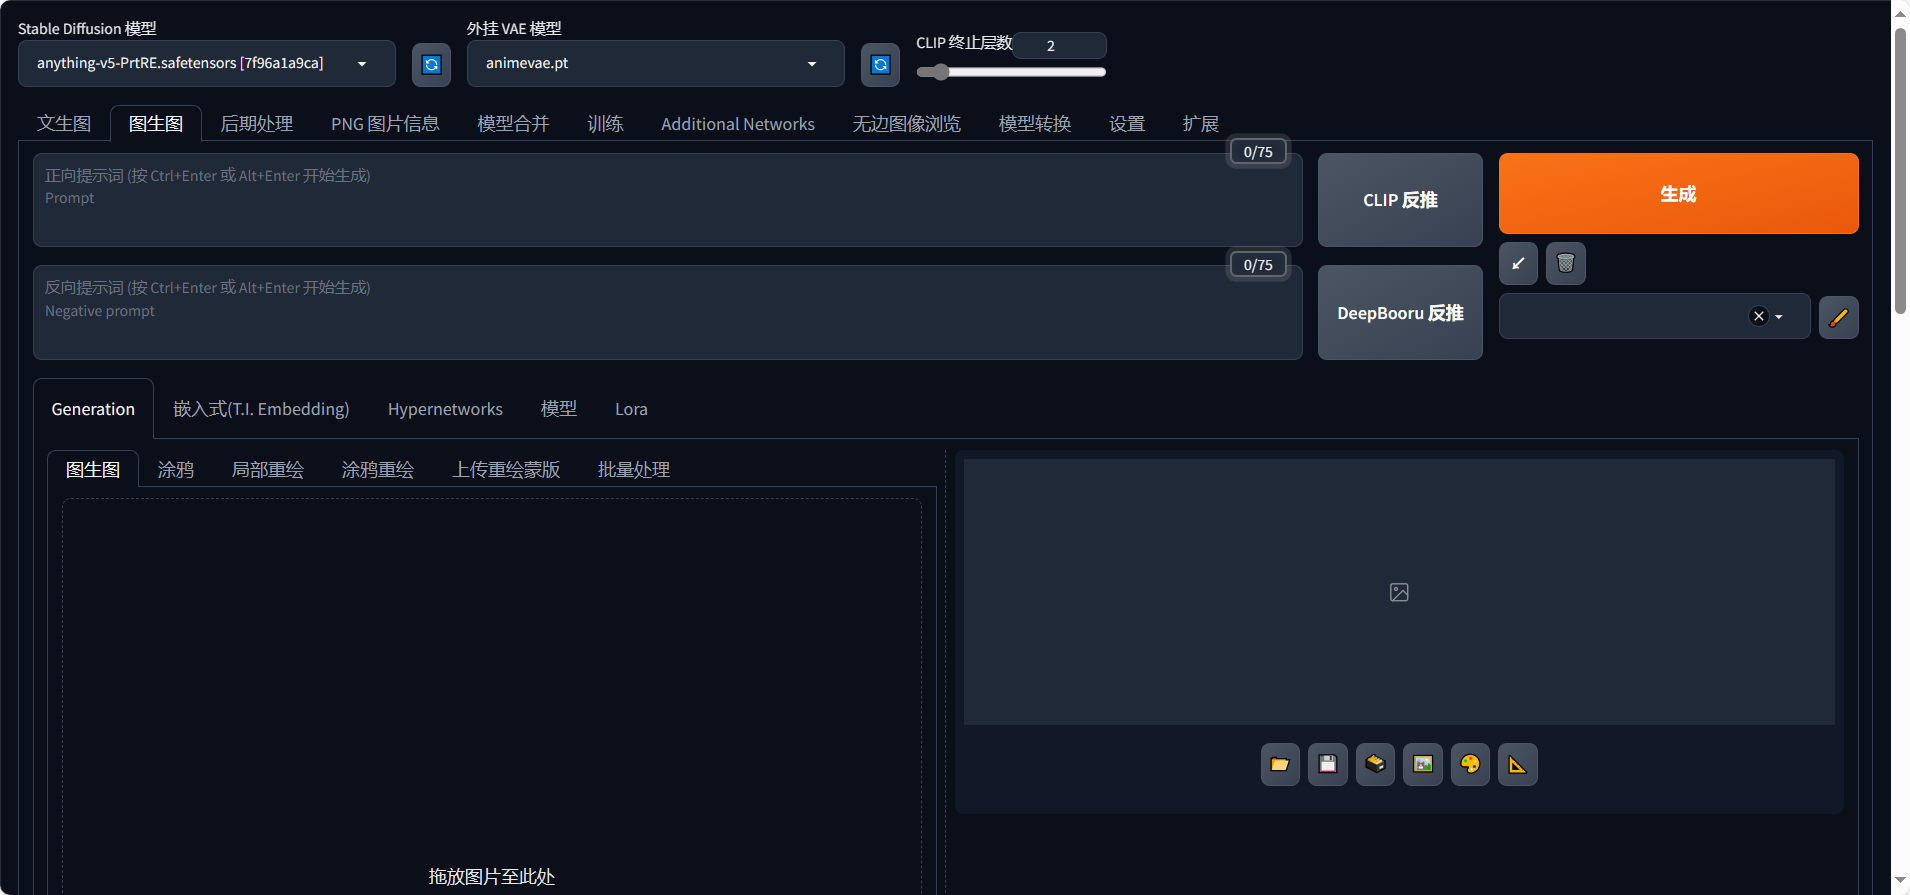 Stable Diffusion 模型
外挂 VAE 模型
CLIP 终止层数
2
anything-v5-PrtRE.safetensors [7f96a1a9ca]
animevae.pt
文生图
图生图
后期处理
PNG 图片信息
模型合并
训练
Additional Networks
无边图像浏览
模型转换
设置
扩展
0/75
正向提示词 (按 Ctrl+Enter 或 Alt+Enter 开始生成)
Prompt
CLIP 反推
生成
0/75
反向提示词 (按 Ctrl+Enter 或 Alt+Enter 开始生成)
Negative prompt
DeepBooru 反推
Generation
嵌入式(T.I. Embedding)
Hypernetworks
模型
Lora
图生图
涂鸦
局部重绘
涂鸦重绘
上传重绘蒙版
批量处理
拖放图片至此处